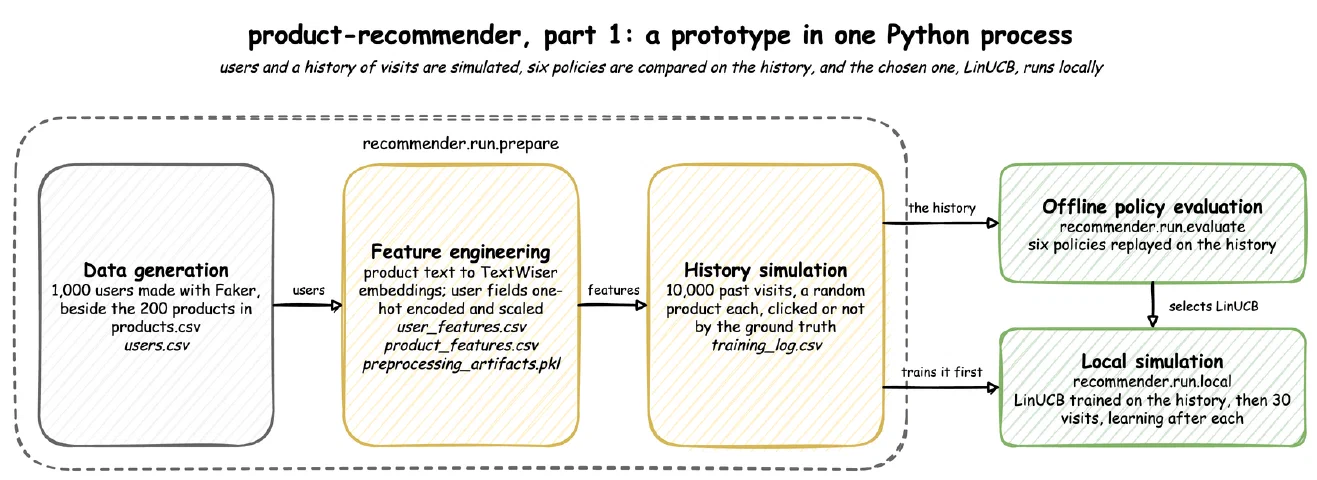 product-recommender, part 1: a prototype in one Python process
users and a history of visits are simulated, six policies are compared on the history, and the chosen one, LinUCB, runs locally
recommender.run.prepare
Data generation
1,000 users made with Faker,
beside the 200 products in
products.csv
users.csv
users
Feature engineering
product text to TextWiser
embeddings; user fields one-
hot encoded and scaled
user_features.csv
product_features.csv
preprocessing_artifacts.pkl
features
History simulation
10,000 past visits, a random
product each, clicked or not
by the ground truth
training_log.csv
the history
Offline policy evaluation
recommender.run.evaluate
six policies replayed on the history
selects LinUCB
trains it first
Local simulation
recommender.run.local
LinUCB trained on the history, then 30
visits, learning after each